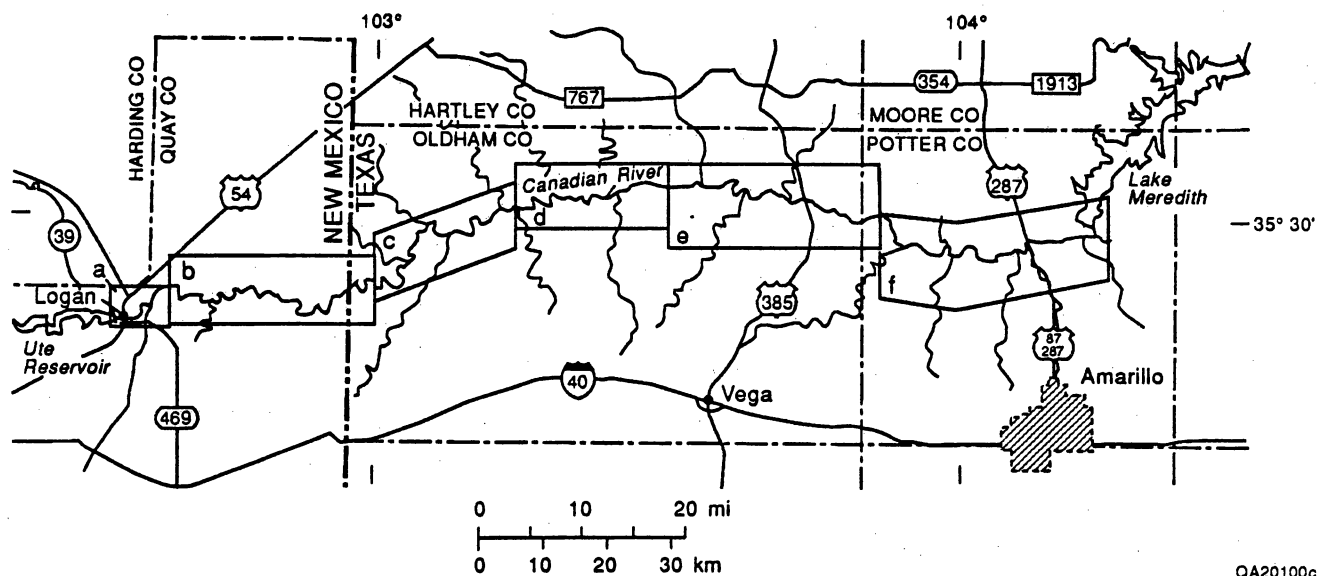 103°
104°
HARDING CO
QUAY CO
NEW MEXICO
TEXAS
HARTLEY CO
OLDHAM CO
767
354
1913
MOORE CO
POTTER CO
54
39
287
Lake
Meredith
35° 30'
Canadian River
a
b
c
d
e
f
Logan
Ute
Reservoir
469
385
40
Vega
87
287
Amarillo
0 10 20 mi
0 10 20 30 km
QA20100c